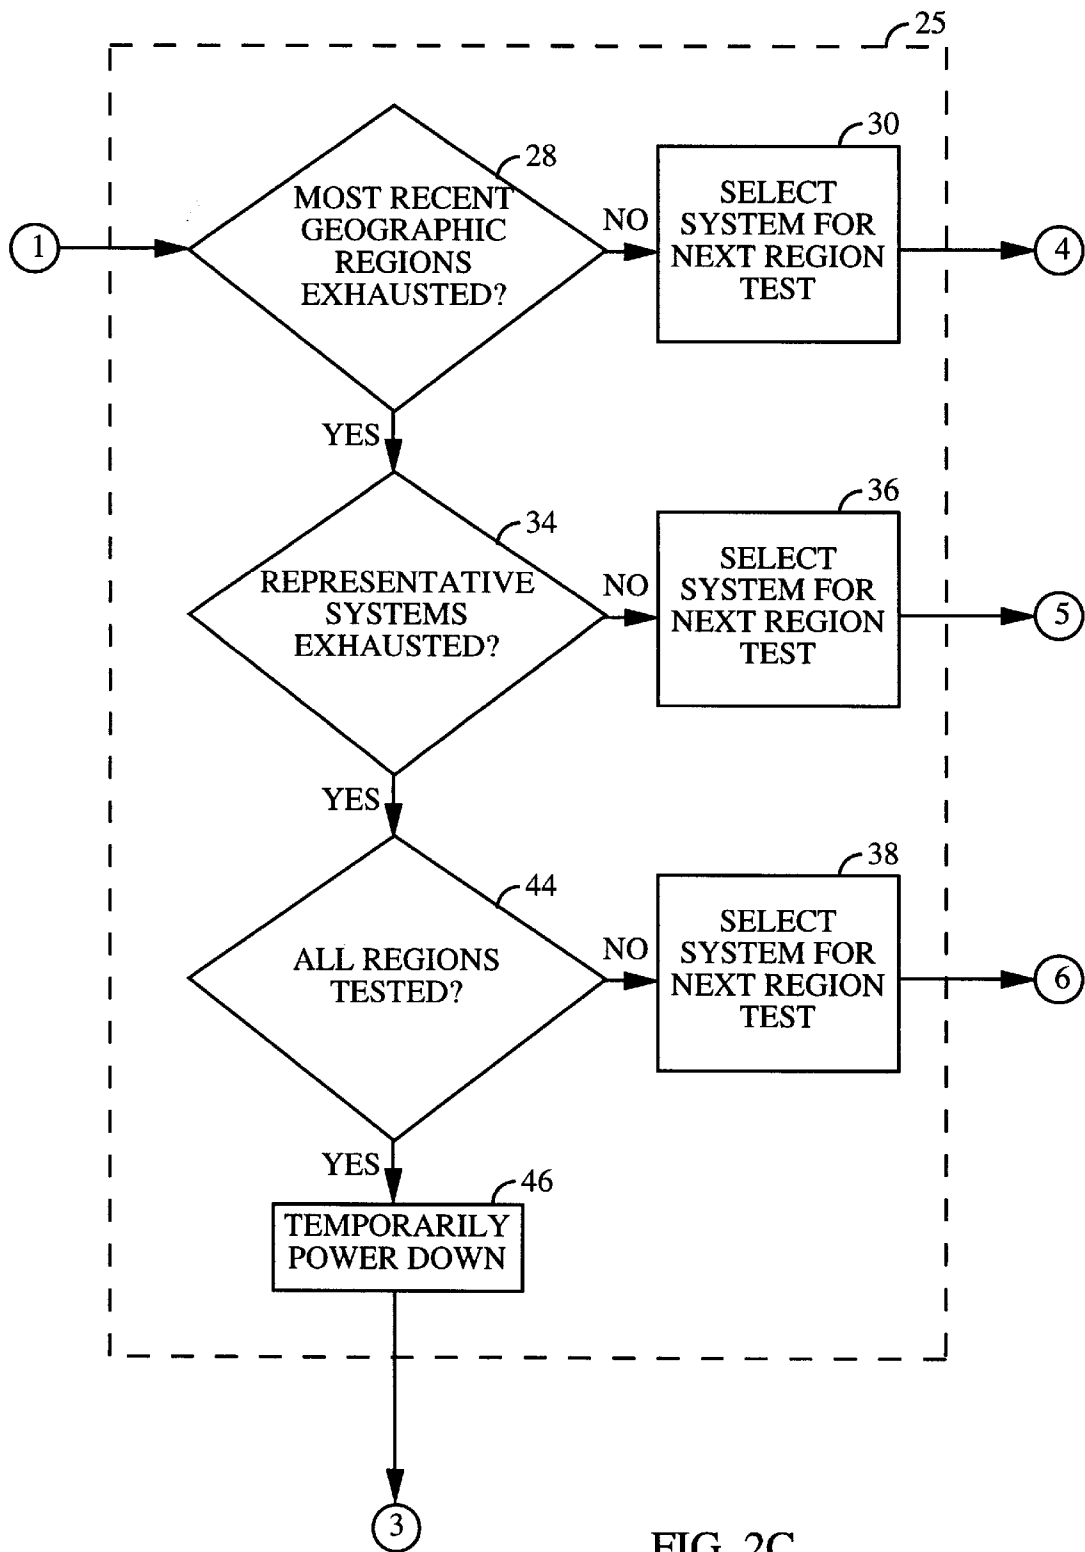 25
28
MOST RECENT
GEOGRAPHIC
REGIONS
EXHAUSTED?
1
NO
30
SELECT
SYSTEM FOR
NEXT REGION
TEST
4
YES
34
REPRESENTATIVE
SYSTEMS
EXHAUSTED?
NO
36
SELECT
SYSTEM FOR
NEXT REGION
TEST
5
YES
44
ALL REGIONS
TESTED?
NO
38
SELECT
SYSTEM FOR
NEXT REGION
TEST
6
YES
46
TEMPORARILY
POWER DOWN
3
FIG. 2C